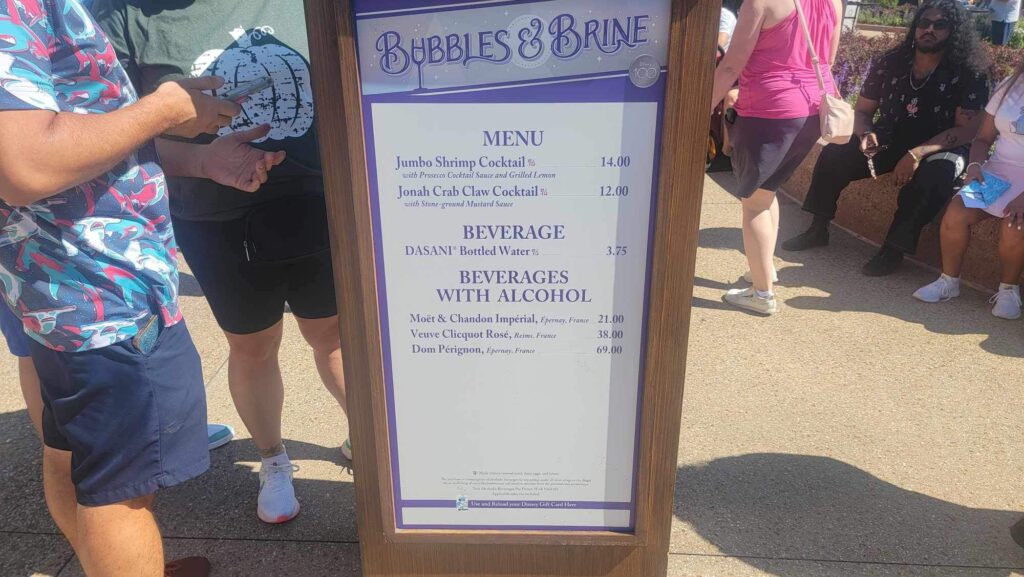 BUBBLES & BRINE
100
MENU
Jumbo Shrimp Cocktail 14.00
with Prosecco Cocktail Sauce and Grilled Lemon
Jonah Crab Claw Cocktail 12.00
with Stone-ground Mustard Sauce
BEVERAGE
DASANI® Bottled Water 3.75
BEVERAGES
WITH ALCOHOL
Moët & Chandon Impérial, Epernay, France 21.00
Veuve Clicquot Rosé, Reims, France 38.00
Dom Pérignon, Épernay, France 69.00
Use and Reload your Disney Gift Card Here